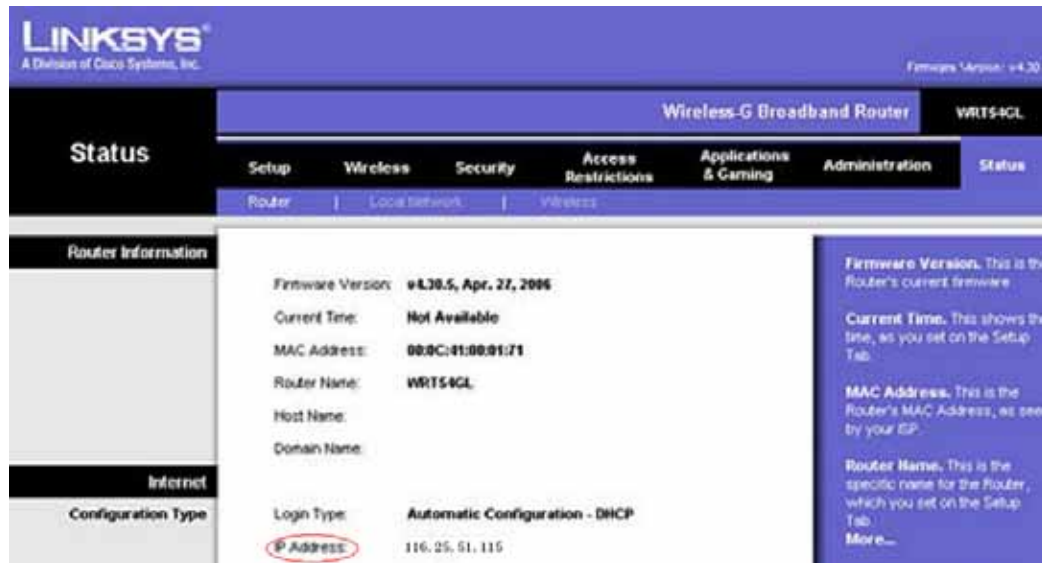 LINKSYS®
A Division of Cisco Systems, Inc.
Firmware Version: v4.30
Wireless-G Broadband Router
WRT54GL
Status
Setup
Wireless
Security
Access Restrictions
Applications & Gaming
Administration
Status
Router | Local Network | Wireless
Router Information
Firmware Version: v4.30.5, Apr. 27, 2006
Current Time: Not Available
MAC Address: 00:0C:41:00:01:71
Router Name: WRT54GL
Host Name:
Domain Name:
Internet
Configuration Type
Login Type: Automatic Configuration - DHCP
IP Address: 116.25.51.115
Firmware Version. This is the
Router's current firmware
Current Time. This shows the
time, as you set on the Setup
Tab.
MAC Address. This is the
Router's MAC Address, as see
by your ISP.
Router Name. This is the
specific name for the Router,
which you set on the Setup
Tab.
More...